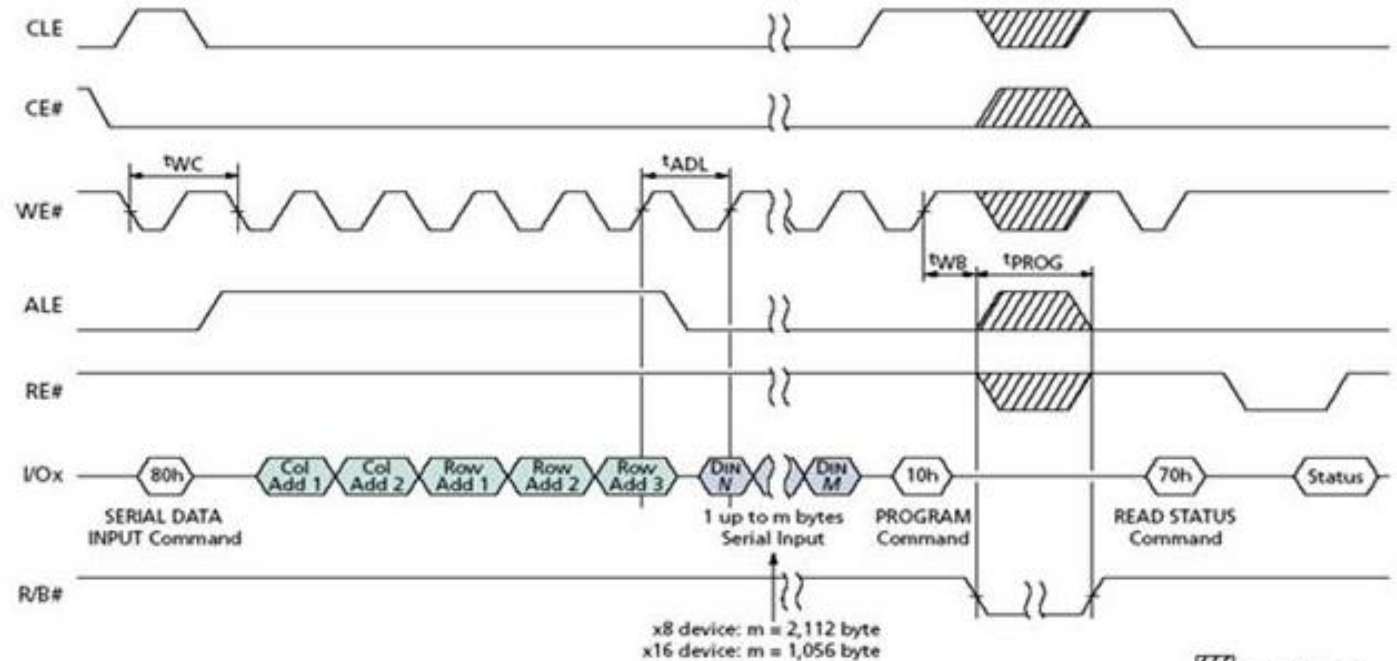 CLE
CE#
tWC
tADL
WE#
tWB
tPROG
ALE
RE#
I/Ox
80h
Col Add 1
Col Add 2
Row Add 1
Row Add 2
Row Add 3
DIN N
DIN M
10h
70h
Status
SERIAL DATA
INPUT Command
1 up to m bytes
Serial Input
PROGRAM
Command
READ STATUS
Command
R/B#
x8 device: m = 2,112 byte
x16 device: m = 1,056 byte